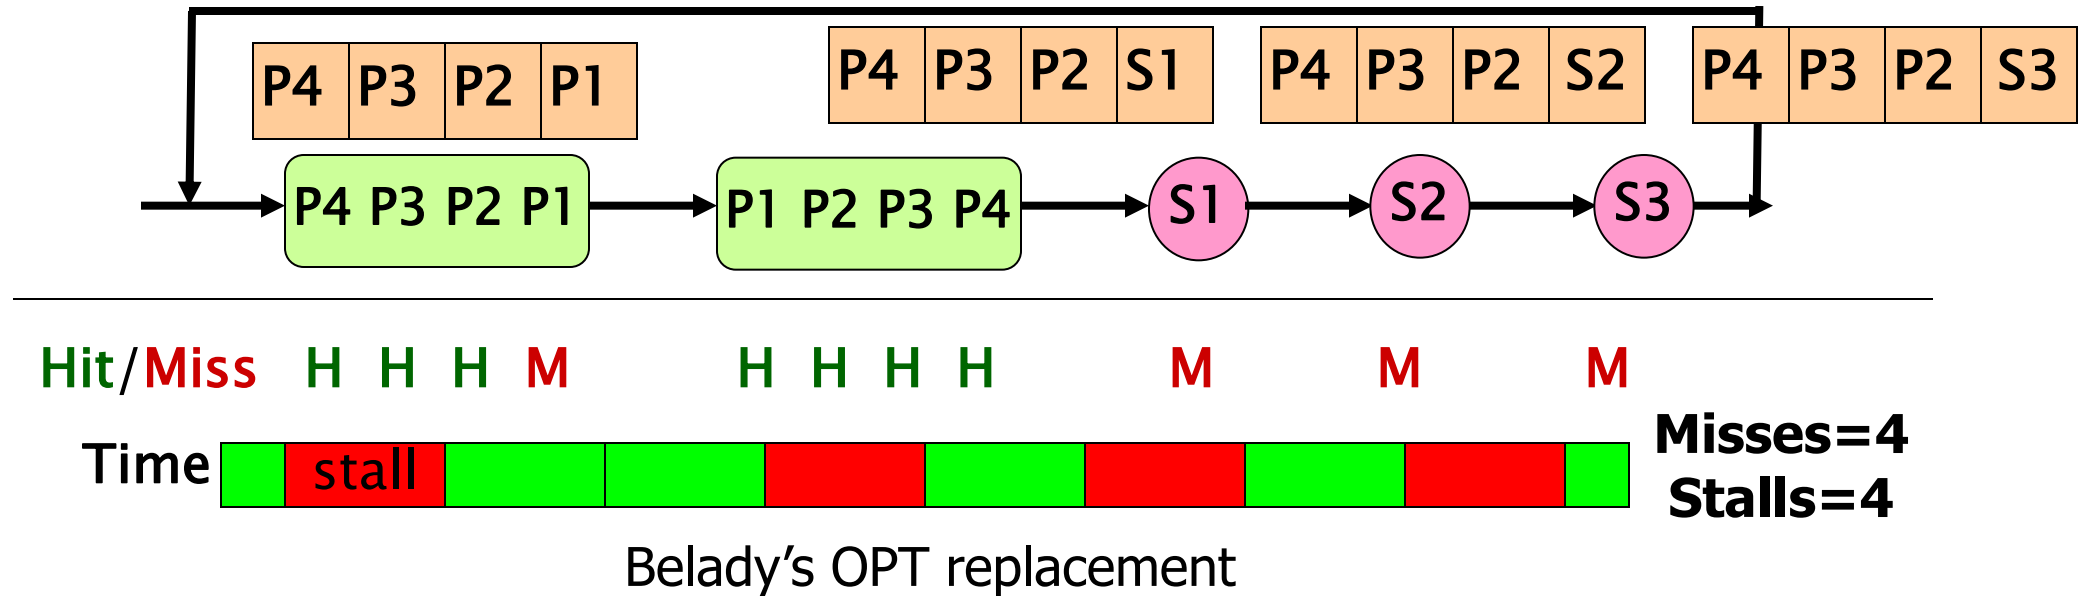 P4 P3 P2 P1
P4 P3 P2 S1
P4 P3 P2 S2
P4 P3 P2 S3
P4 P3 P2 P1
P1 P2 P3 P4
S1
S2
S3
Hit/Miss H H H M H H H H M M M
Time stall
Misses=4
Stalls=4
Belady’s OPT replacement